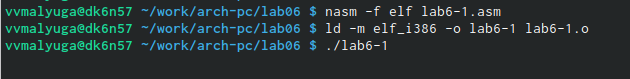 vvmalyuga@dk6n57 ~/work/arch-pc/lab06 $ nasm -f elf lab6-1.asm
vvmalyuga@dk6n57 ~/work/arch-pc/lab06 $ ld -m elf_i386 -o lab6-1 lab6-1.o
vvmalyuga@dk6n57 ~/work/arch-pc/lab06 $ ./lab6-1